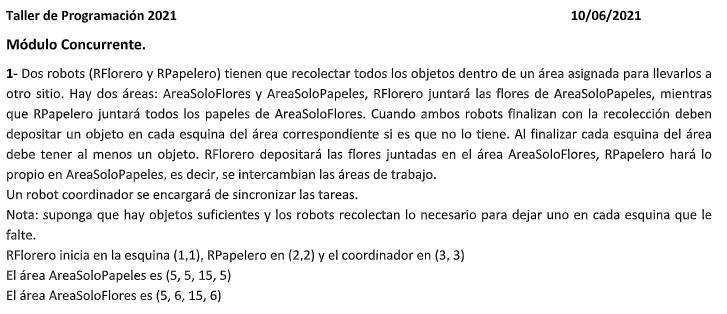 Taller de Programación 2021 10/06/2021
Módulo Concurrente.
1- Dos robots (RFlorero y RPapelero) tienen que recolectar todos los objetos dentro de un área asignada para llevarlos a
otro sitio. Hay dos áreas: AreaSoloFlores y AreaSoloPapeles, RFlorero juntará las flores de AreaSoloPapeles, mientras
que RPapelero juntará todos los papeles de AreaSoloFlores. Cuando ambos robots finalizan con la recolección deben
depositar un objeto en cada esquina del área correspondiente si es que no lo tiene. Al finalizar cada esquina del área
debe tener al menos un objeto. RFlorero depositará las flores juntadas en el área AreaSoloFlores, RPapelero hará lo
propio en AreaSoloPapeles, es decir, se intercambian las áreas de trabajo.
Un robot coordinador se encargará de sincronizar las tareas.
Nota: suponga que hay objetos suficientes y los robots recolectan lo necesario para dejar uno en cada esquina que le
falte.
RFlorero inicia en la esquina (1,1), RPapelero en (2,2) y el coordinador en (3, 3)
El área AreaSoloPapeles es (5, 5, 15, 5)
El área AreaSoloFlores es (5, 6, 15, 6)